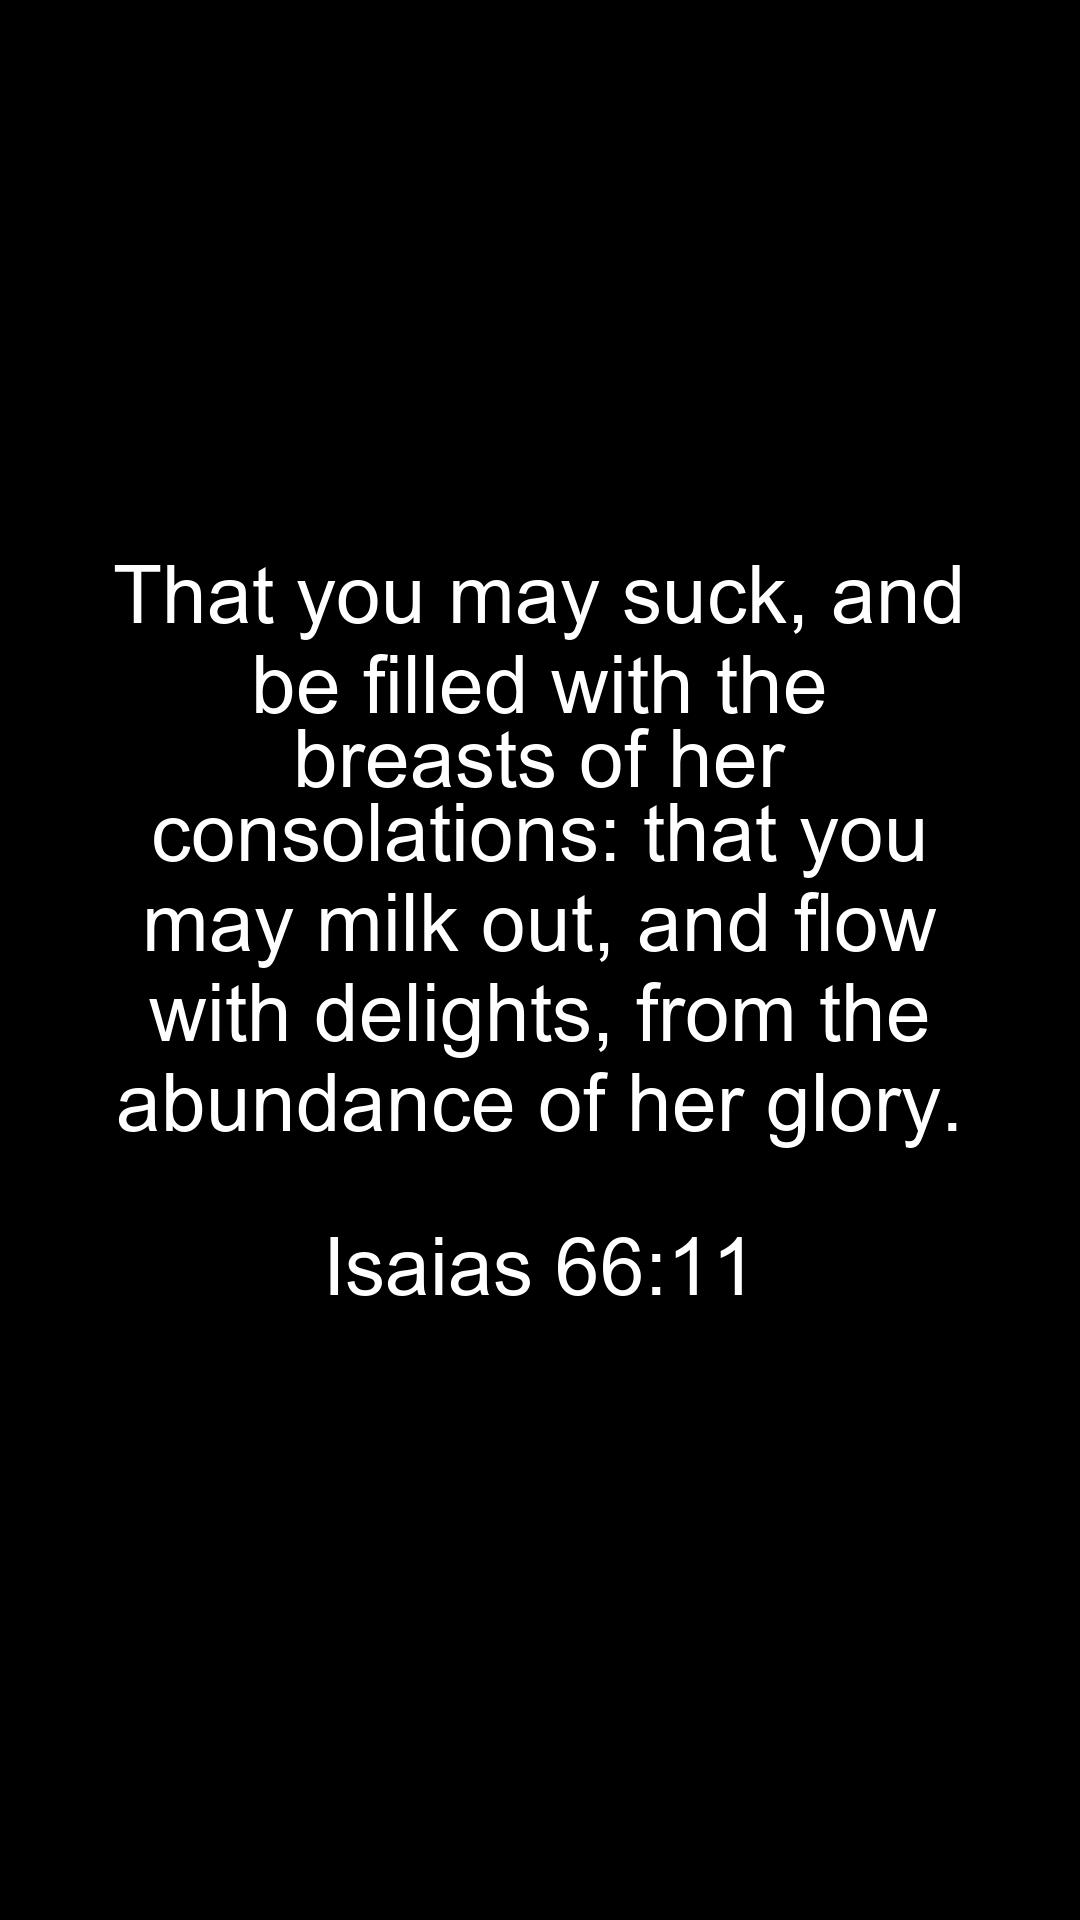 That you may suck, and
be filled with the
breasts of her
consolations: that you
may milk out, and flow
with delights, from the
abundance of her glory.
Isaias 66:11